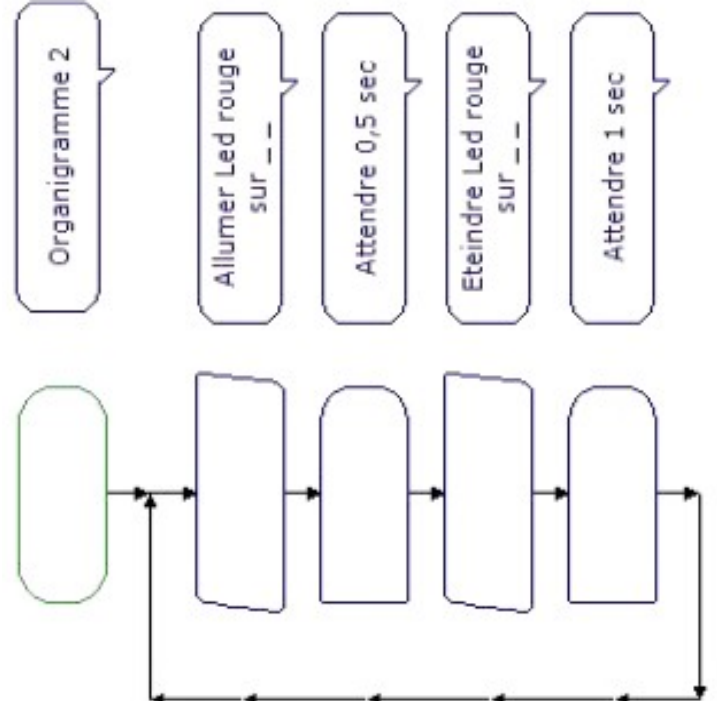 Organigramme 2
Allumer Led rouge
sur _ _
Attendre 0,5 sec
Eteindre Led rouge
sur _ _
Attendre 1 sec